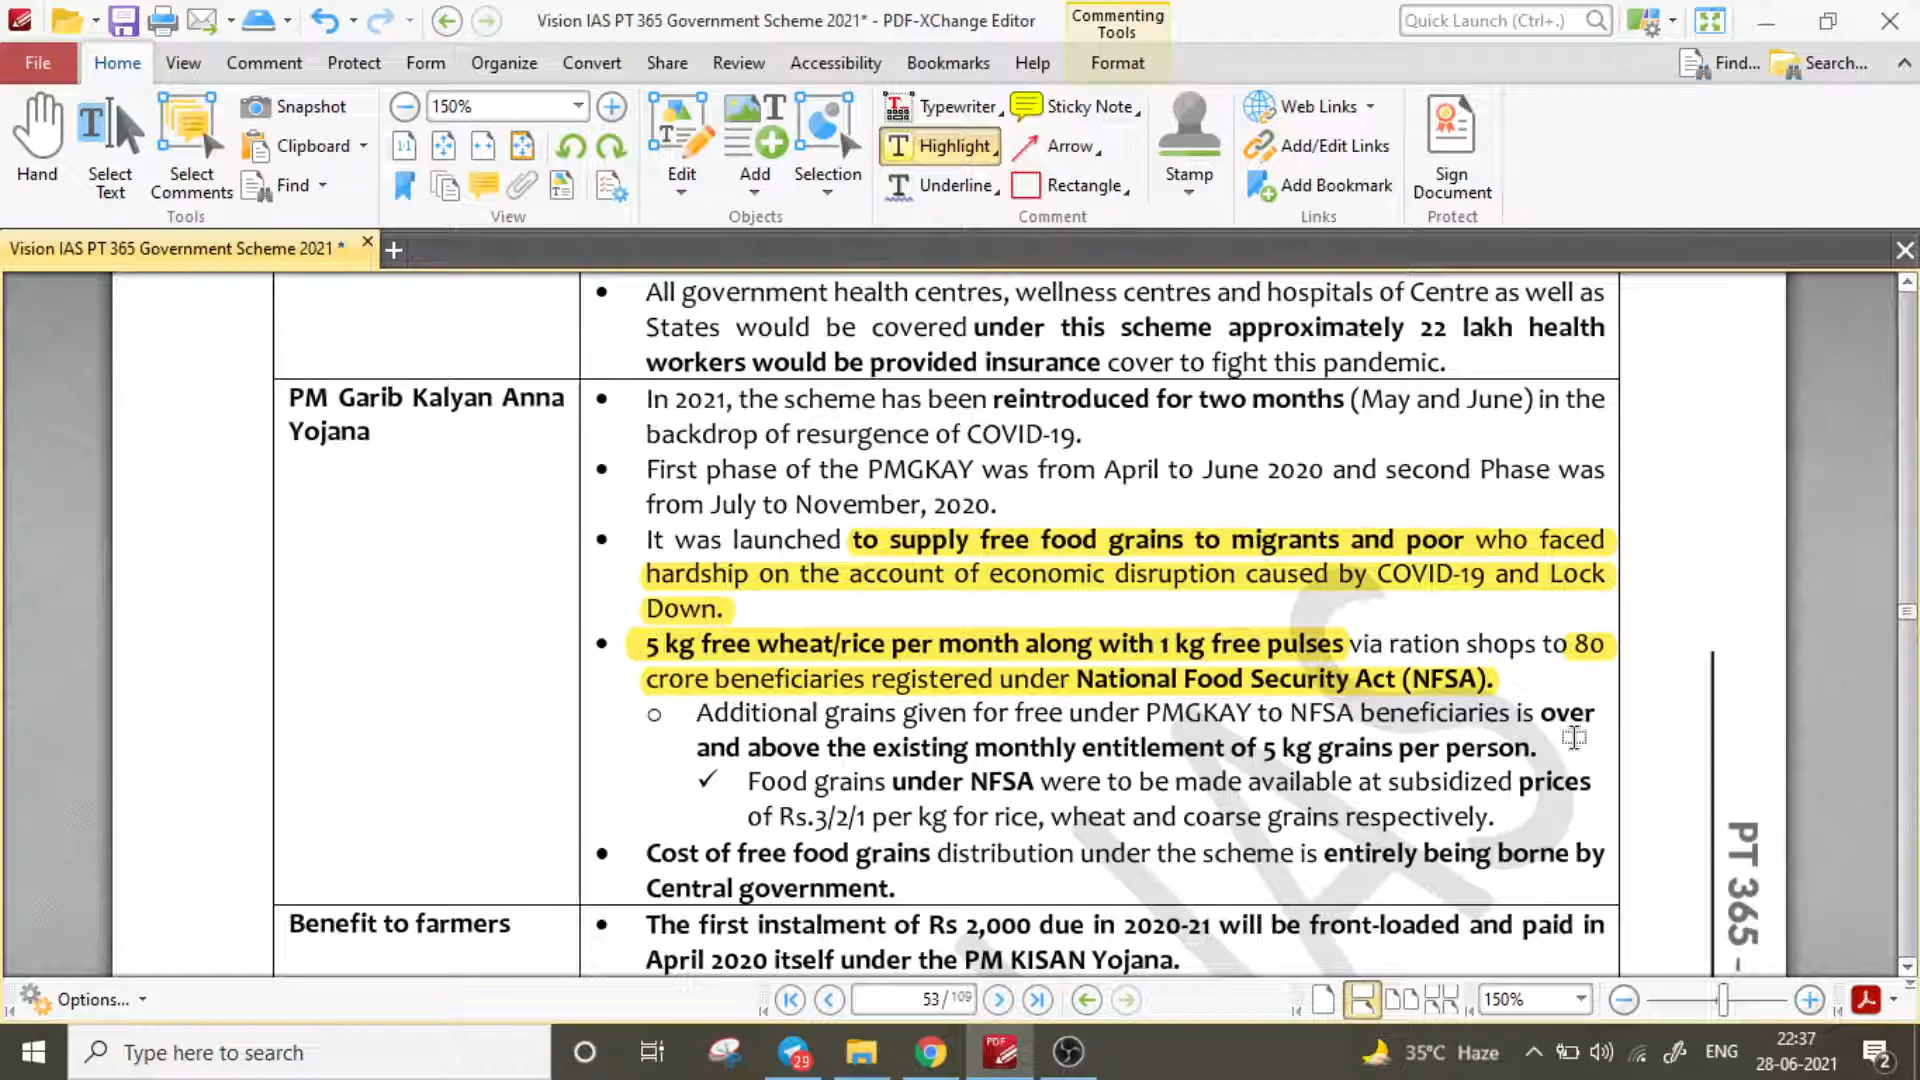 Vision IAS PT 365 Government Scheme 2021* - PDF-XChange Editor
Commenting Tools
Quick Launch (Ctrl+.)
File Home View Comment Protect Form Organize Convert Share Review Accessibility Bookmarks Help Format Find... Search...
Hand
Select Text
Select Comments
Snapshot
Clipboard
Find
Tools
150%
View
Edit
Add
Selection
Objects
Typewriter
Highlight
Underline
Sticky Note
Arrow
Rectangle
Stamp
Comment
Web Links
Add/Edit Links
Add Bookmark
Links
Sign Document
Protect
Vision IAS PT 365 Government Scheme 2021 *
• All government health centres, wellness centres and hospitals of Centre as well as
States would be covered under this scheme approximately 22 lakh health
workers would be provided insurance cover to fight this pandemic.
PM Garib Kalyan Anna
Yojana
• In 2021, the scheme has been reintroduced for two months (May and June) in the
backdrop of resurgence of COVID-19.
• First phase of the PMGKAY was from April to June 2020 and second Phase was
from July to November, 2020.
• It was launched to supply free food grains to migrants and poor who faced
hardship on the account of economic disruption caused by COVID-19 and Lock
Down.
• 5 kg free wheat/rice per month along with 1 kg free pulses via ration shops to 80
crore beneficiaries registered under National Food Security Act (NFSA).
o Additional grains given for free under PMGKAY to NFSA beneficiaries is over
and above the existing monthly entitlement of 5 kg grains per person.
✓ Food grains under NFSA were to be made available at subsidized prices
of Rs.3/2/1 per kg for rice, wheat and coarse grains respectively.
• Cost of free food grains distribution under the scheme is entirely being borne by
Central government.
Benefit to farmers
• The first instalment of Rs 2,000 due in 2020-21 will be front-loaded and paid in
April 2020 itself under the PM KISAN Yojana.
IAS
PT 365 -
Options...
53 / 109
150%
Type here to search
29
PDF
35°C Haze
ENG
22:37
28-06-2021
2